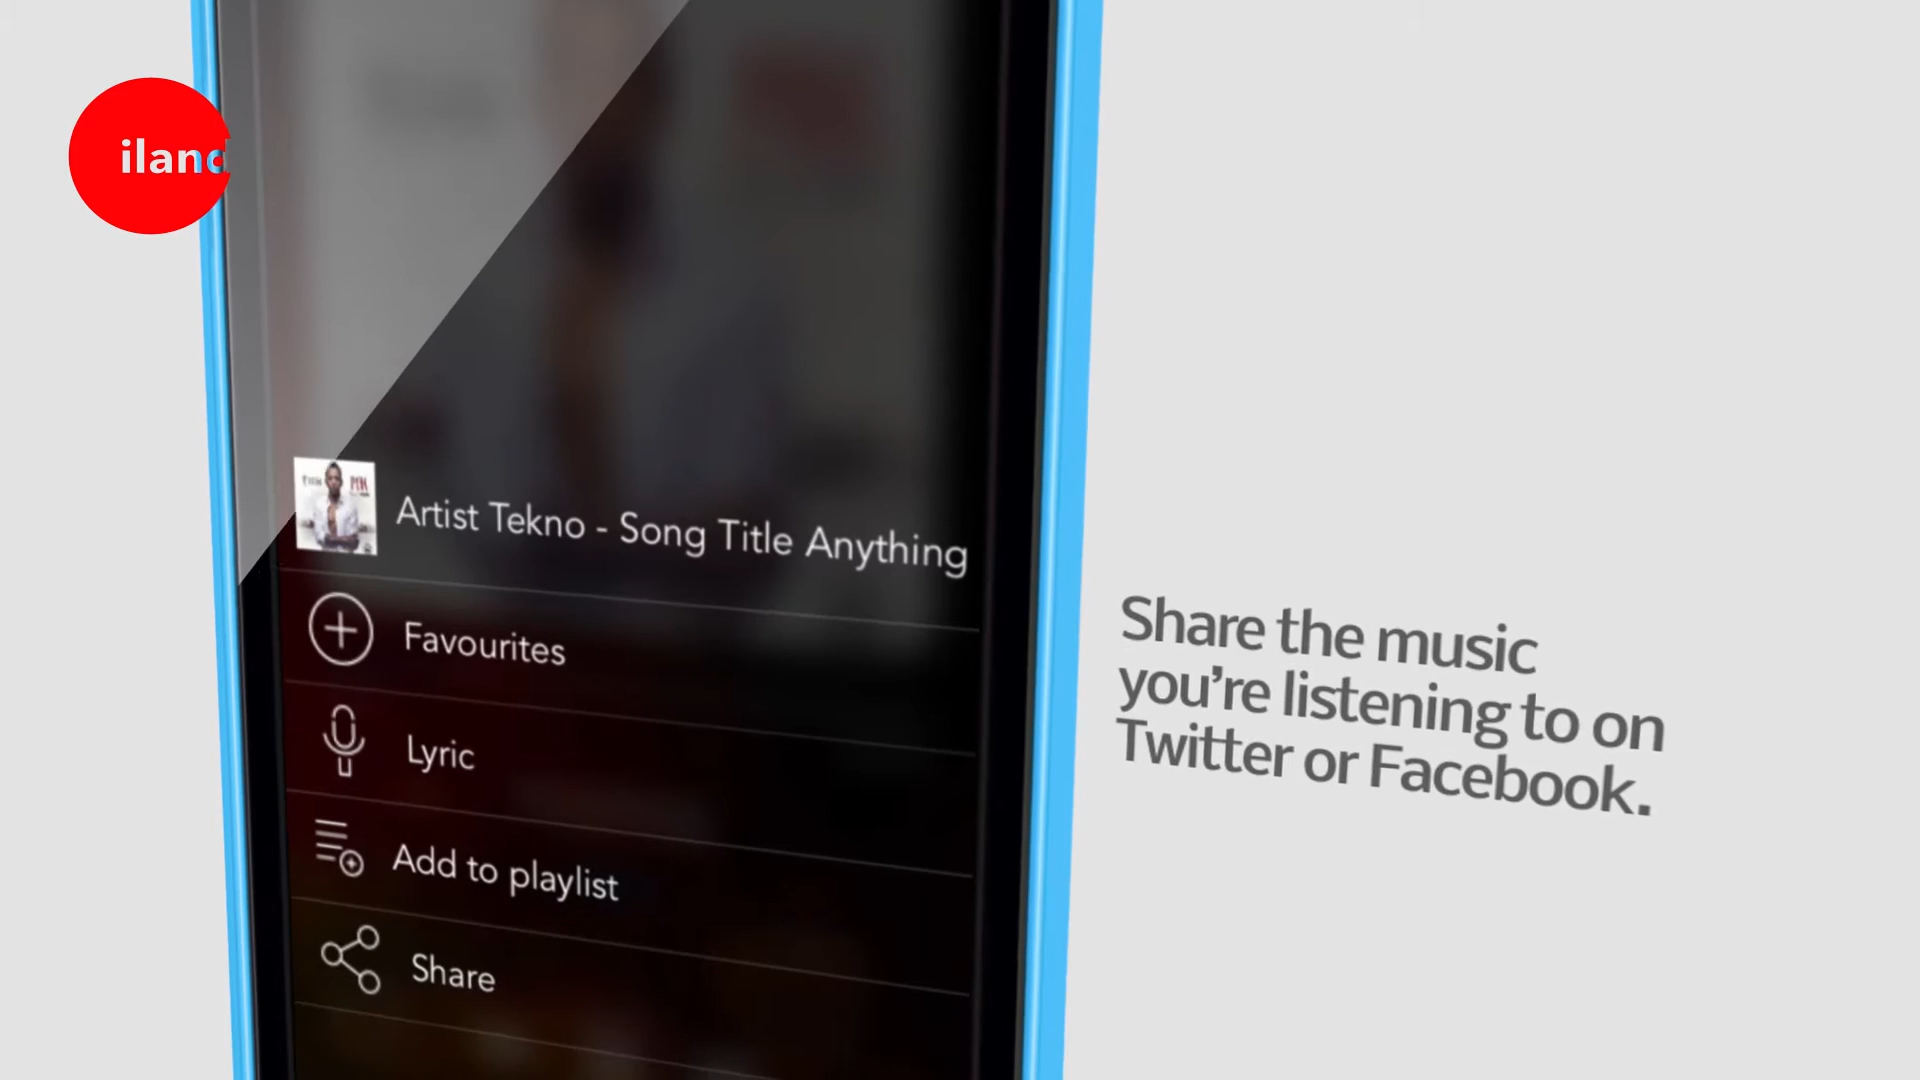 iland
Artist Tekno - Song Title Anything
Favourites
Lyric
Add to playlist
Share
Share the music
you're listening to on
Twitter or Facebook.